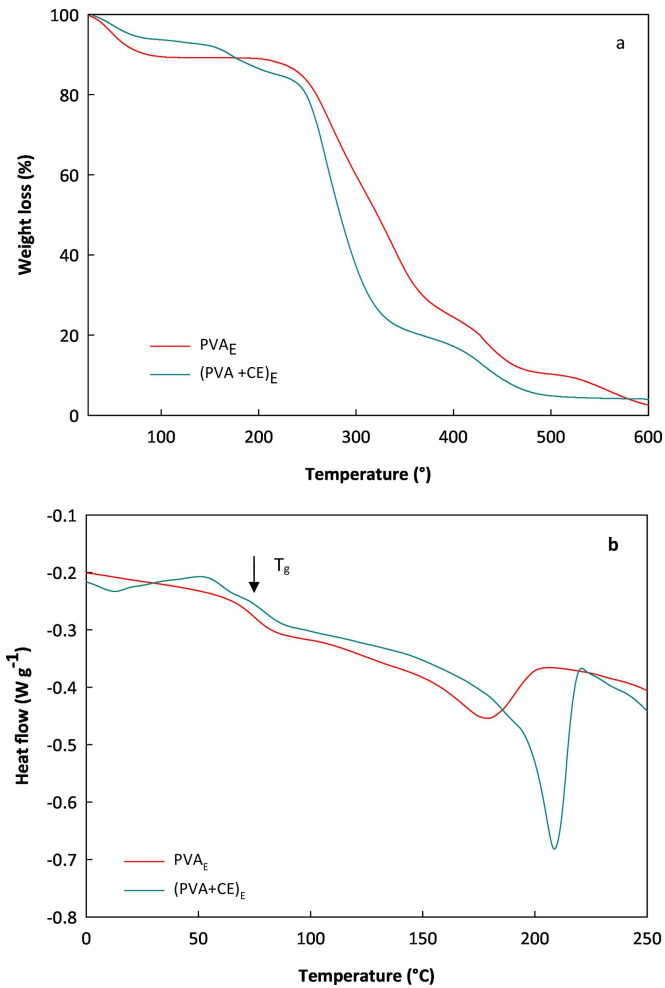 100
a
80
60
40
20
0
Weight loss (%)
PVAE
(PVA +CE)E
100 200 300 400 500 600
Temperature (°)
-0.1
b
-0.2
Tg
-0.3
-0.4
-0.5
-0.6
-0.7
-0.8
Heat flow (W g-1)
PVAE
(PVA+CE)E
0 50 100 150 200 250
Temperature (°C)